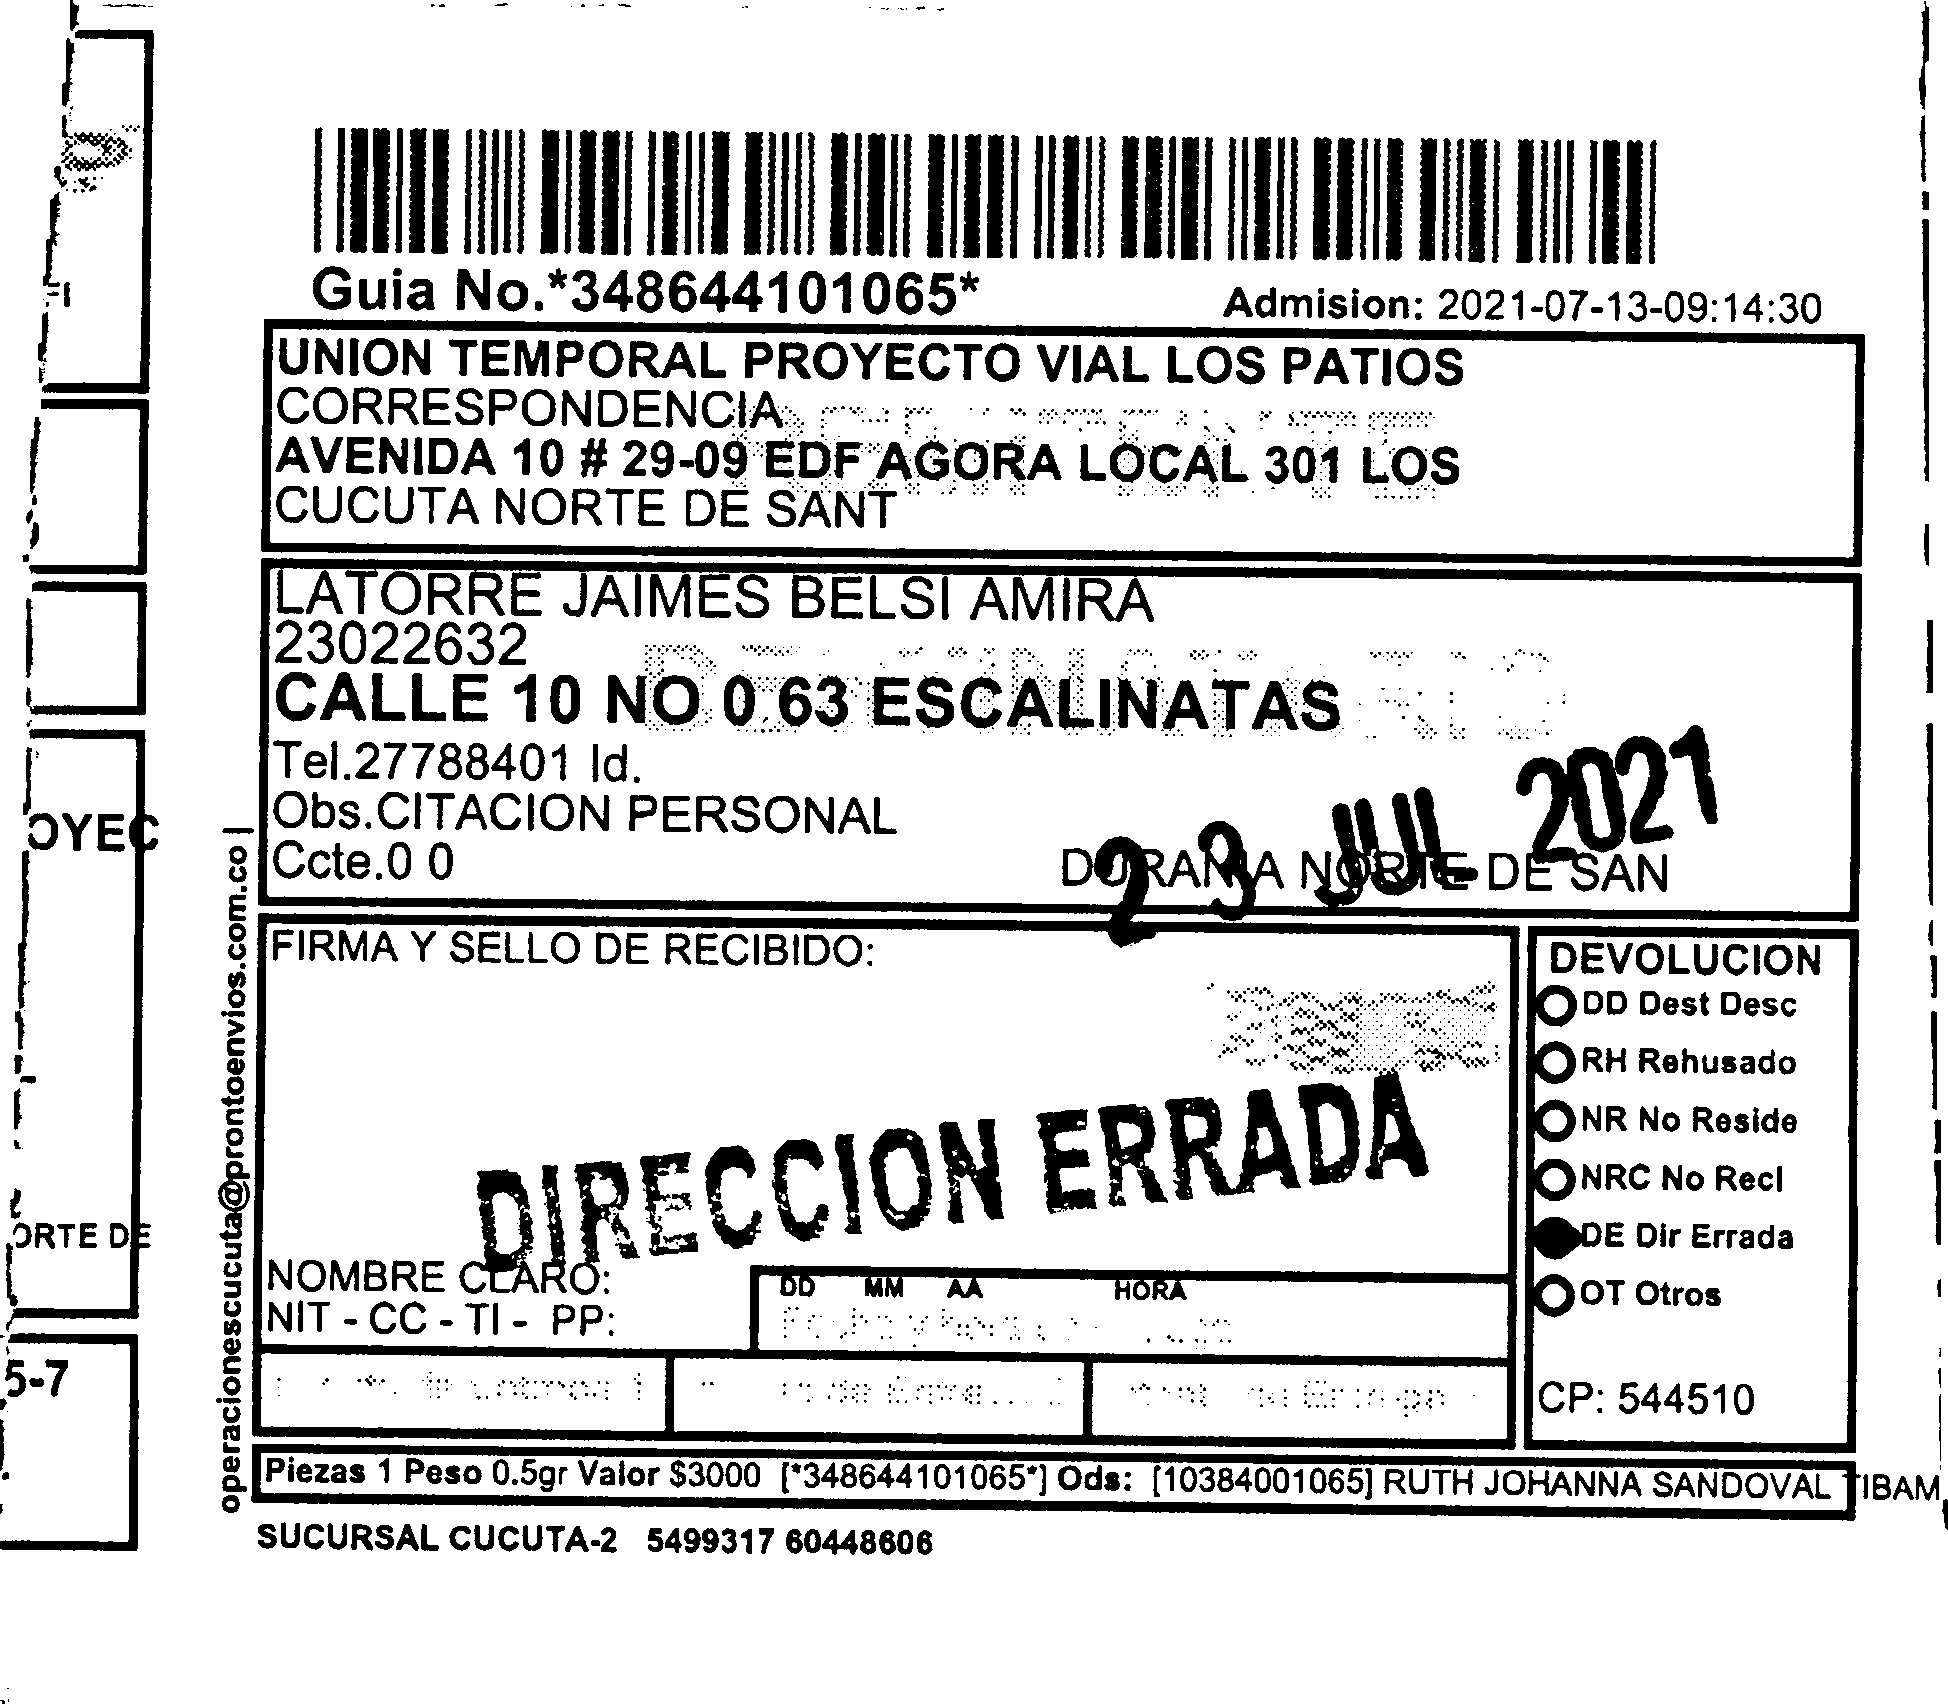 Guia No.*348644101065*
Admision: 2021-07-13-09:14:30
UNION TEMPORAL PROYECTO VIAL LOS PATIOS
CORRESPONDENCIA
AVENIDA 10 # 29-09 EDF AGORA LOCAL 301 LOS
CUCUTA NORTE DE SANT
LATORRE JAIMES BELSI AMIRA
23022632
CALLE 10 NO 0 63 ESCALINATAS
Tel.27788401 Id.
Obs.CITACION PERSONAL
Ccte.0 0
DURANIA NORTE DE SAN
23 JUL 2021
FIRMA Y SELLO DE RECIBIDO:
DIRECCION ERRADA
NOMBRE CLARO:
NIT - CC - TI - PP:
DD MM AA HORA
DEVOLUCION
DD Dest Desc
RH Rehusado
NR No Reside
NRC No Recl
DE Dir Errada
OT Otros
CP: 544510
Piezas 1 Peso 0.5gr Valor $3000 [*348644101065*] Ods: [10384001065] RUTH JOHANNA SANDOVAL TIBAM
SUCURSAL CUCUTA-2 5499317 60448606
operacionescucuta@prontoenvios.com.co |
OYEC
ORTE DE
5-7